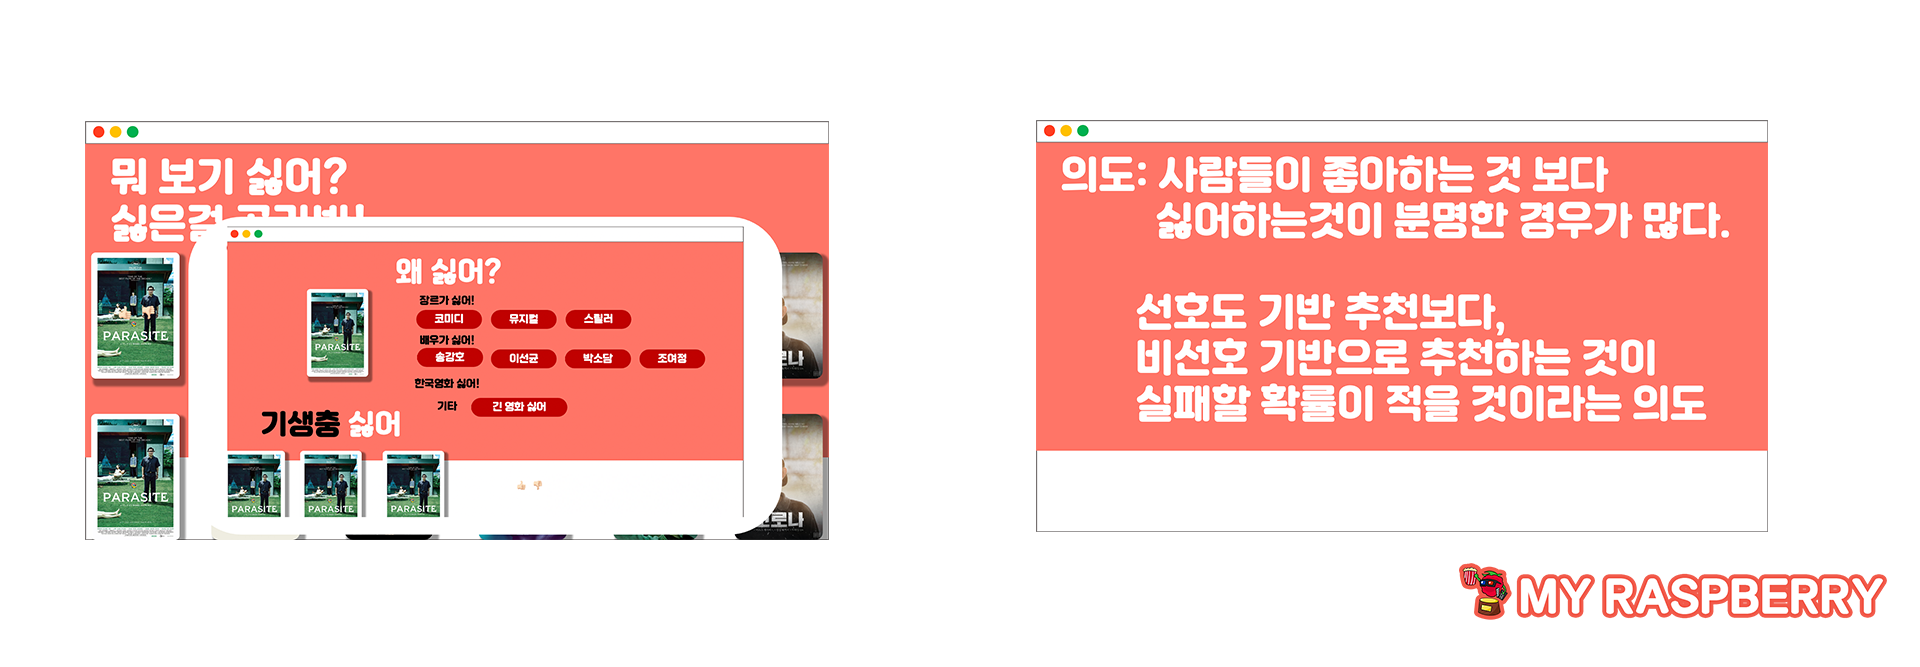 뭐 보기 싫어?
싫은걸
PARASITE
PARASITE
왜 싫어?
장르가 싫어!
코미디
뮤지컬
스릴러
배우가 싫어!
송강호
이선균
박소담
조여정
한국영화 싫어!
기타
긴 영화 싫어
PARASITE
기생충 싫어
PARASITE
PARASITE
PARASITE
의도: 사람들이 좋아하는 것 보다
싫어하는것이 분명한 경우가 많다.
선호도 기반 추천보다,
비선호 기반으로 추천하는 것이
실패할 확률이 적을 것이라는 의도
MY RASPBERRY